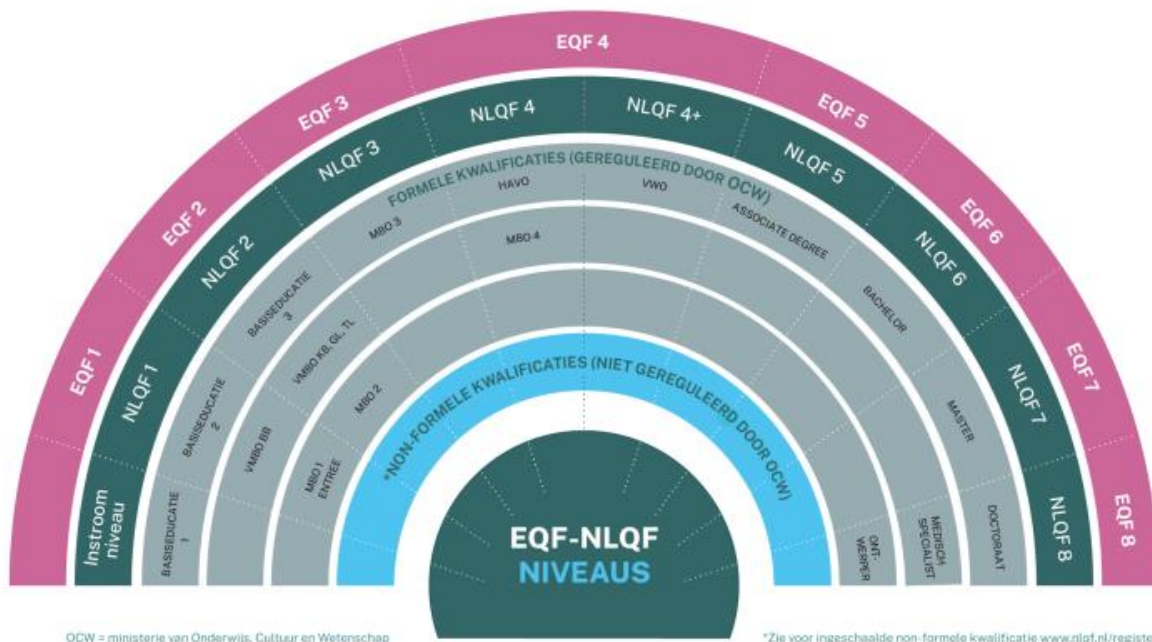 EQF 1
EQF 2
EQF 3
EQF 4
EQF 5
EQF 6
EQF 7
EQF 8
Instroom
niveau
NLQF 1
NLQF 2
NLQF 3
NLQF 4
NLQF 4+
NLQF 5
NLQF 6
NLQF 7
NLQF 8
FORMELE KWALIFICATIES (GEREGULEERD DOOR OCW)
BASISEDUCATIE
1
BASISEDUCATIE
2
BASISEDUCATIE
3
MBO 3
HAVO
VWO
ASSOCIATE DEGREE
BACHELOR
MASTER
DOCTORAAT
VMBO BB
VMBO KB, GL, TL
MBO 4
MEDISCH
SPECIALIST
MBO 1
ENTREE
MBO 2
ONT-
WERPER
*NON-FORMELE KWALIFICATIES (NIET GEREGULEERD DOOR OCW)
EQF-NLQF
NIVEAUS
OCW = ministerie van Onderwijs, Cultuur en Wetenschap
*Zie voor ingeschaalde non-formele kwalificatie www.nlqf.nl/registe